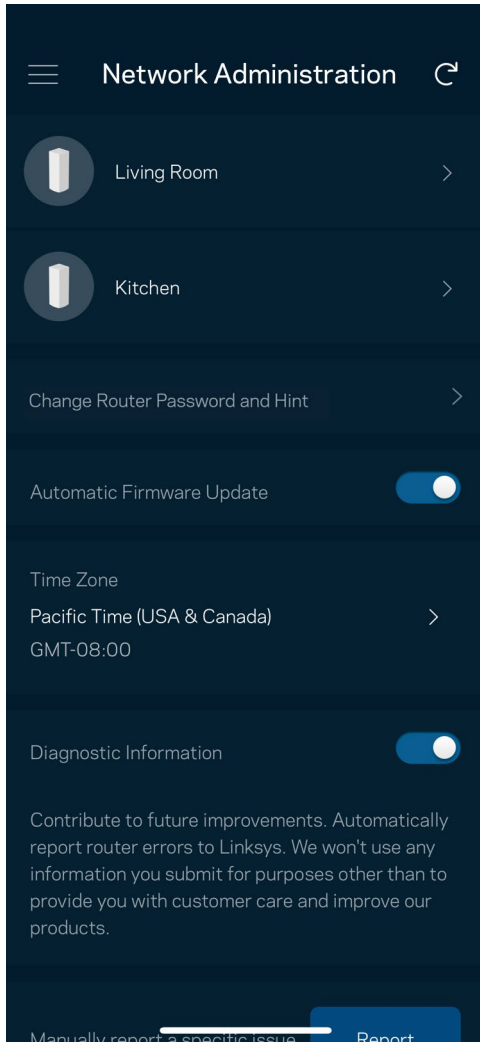 Network Administration
Living Room
Kitchen
Change Router Password and Hint
Automatic Firmware Update
Time Zone
Pacific Time (USA & Canada)
GMT-08:00
Diagnostic Information
Contribute to future improvements. Automatically
report router errors to Linksys. We won't use any
information you submit for purposes other than to
provide you with customer care and improve our
products.
Manually report a specific issue Report